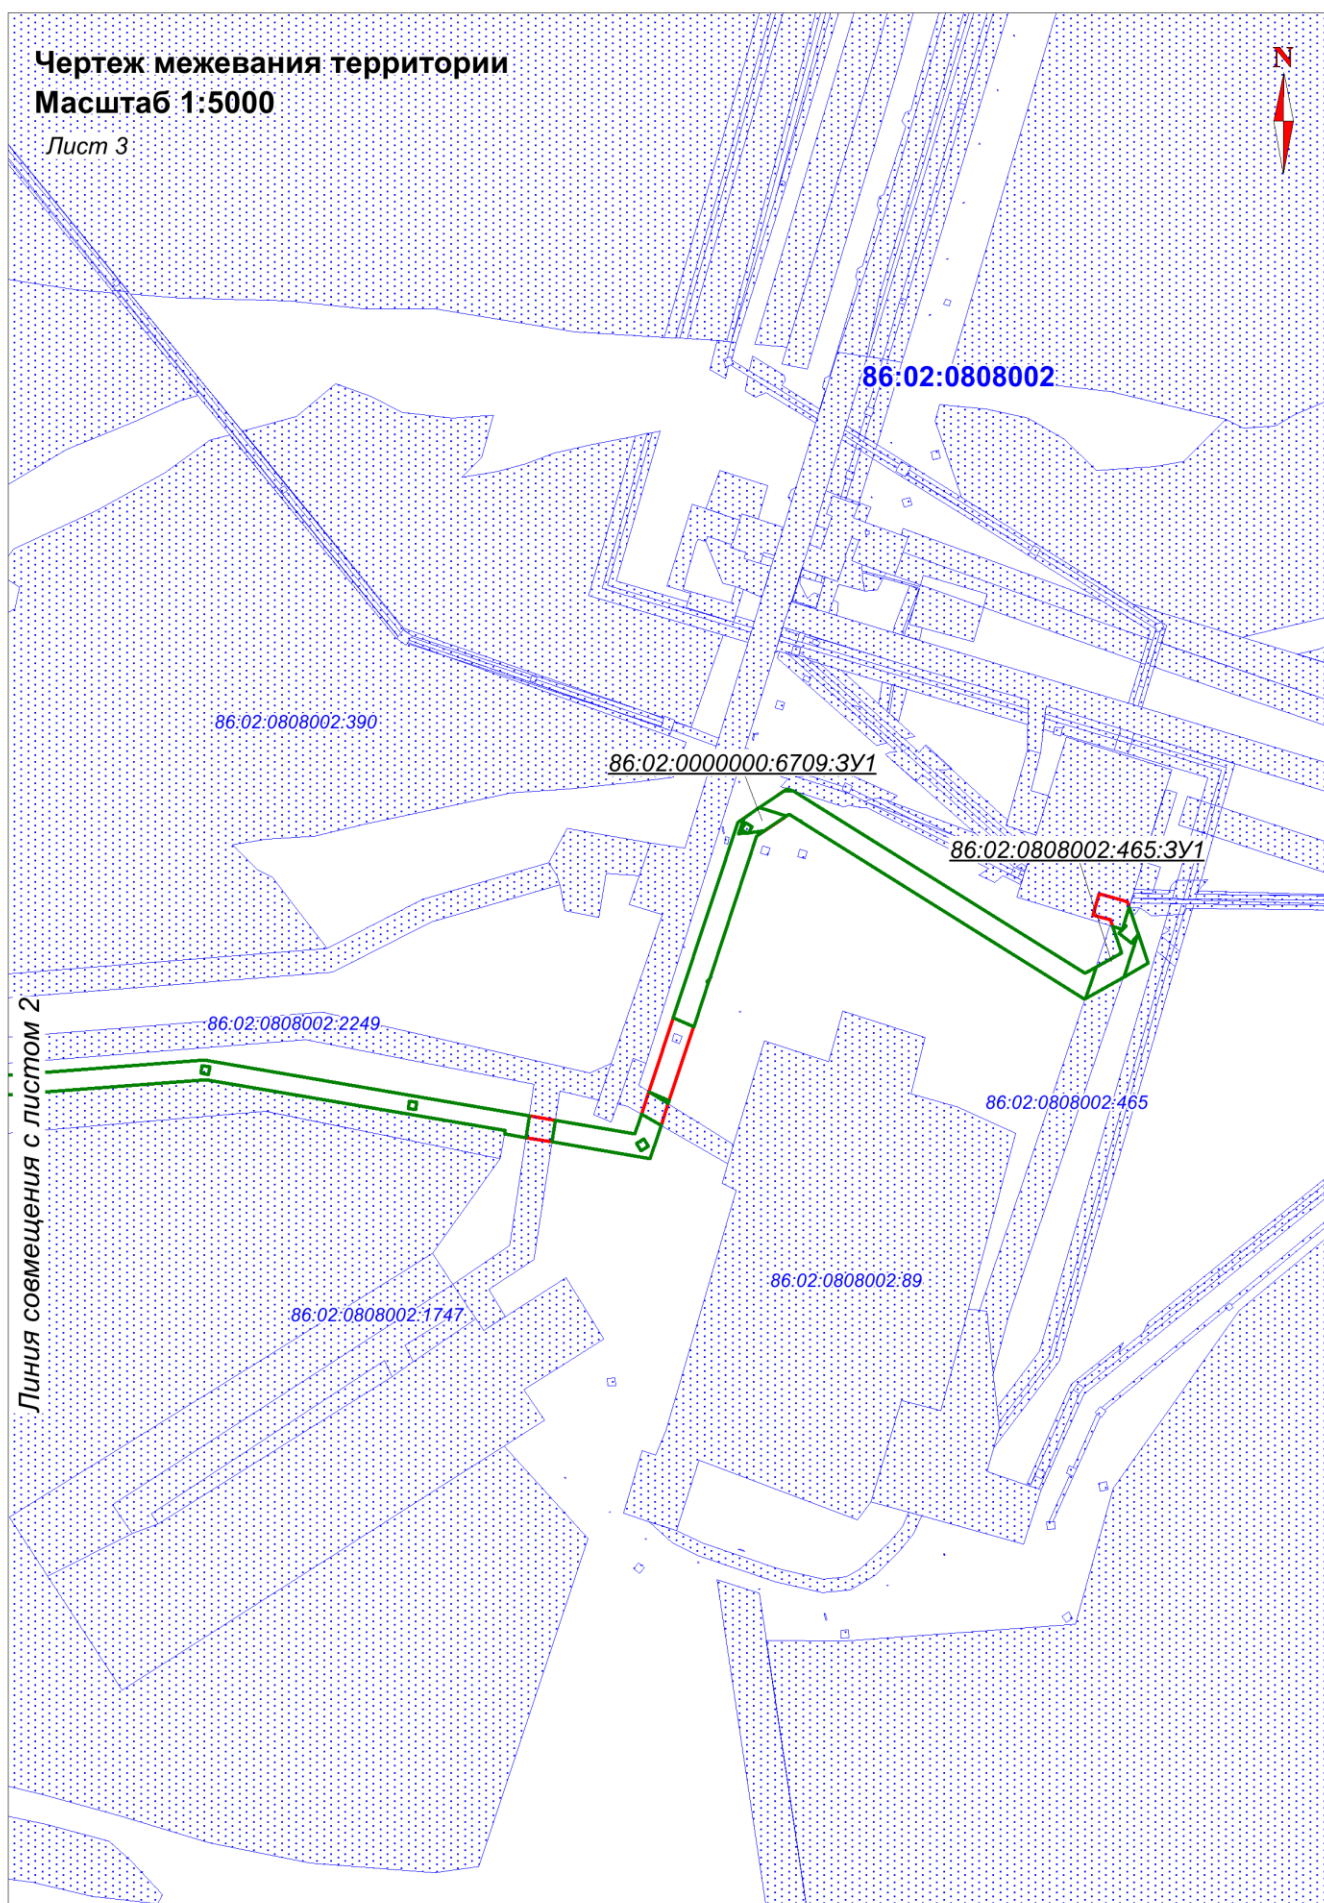 Чертеж межевания территории
Масштаб 1:5000
Лист 3
N
86:02:0808002
86:02:0808002:390
86:02:0000000:6709:ЗУ1
86:02:0808002:465:ЗУ1
86:02:0808002:2249
86:02:0808002:465
86:02:0808002:89
86:02:0808002:1747
Линия совмещения с листом 2